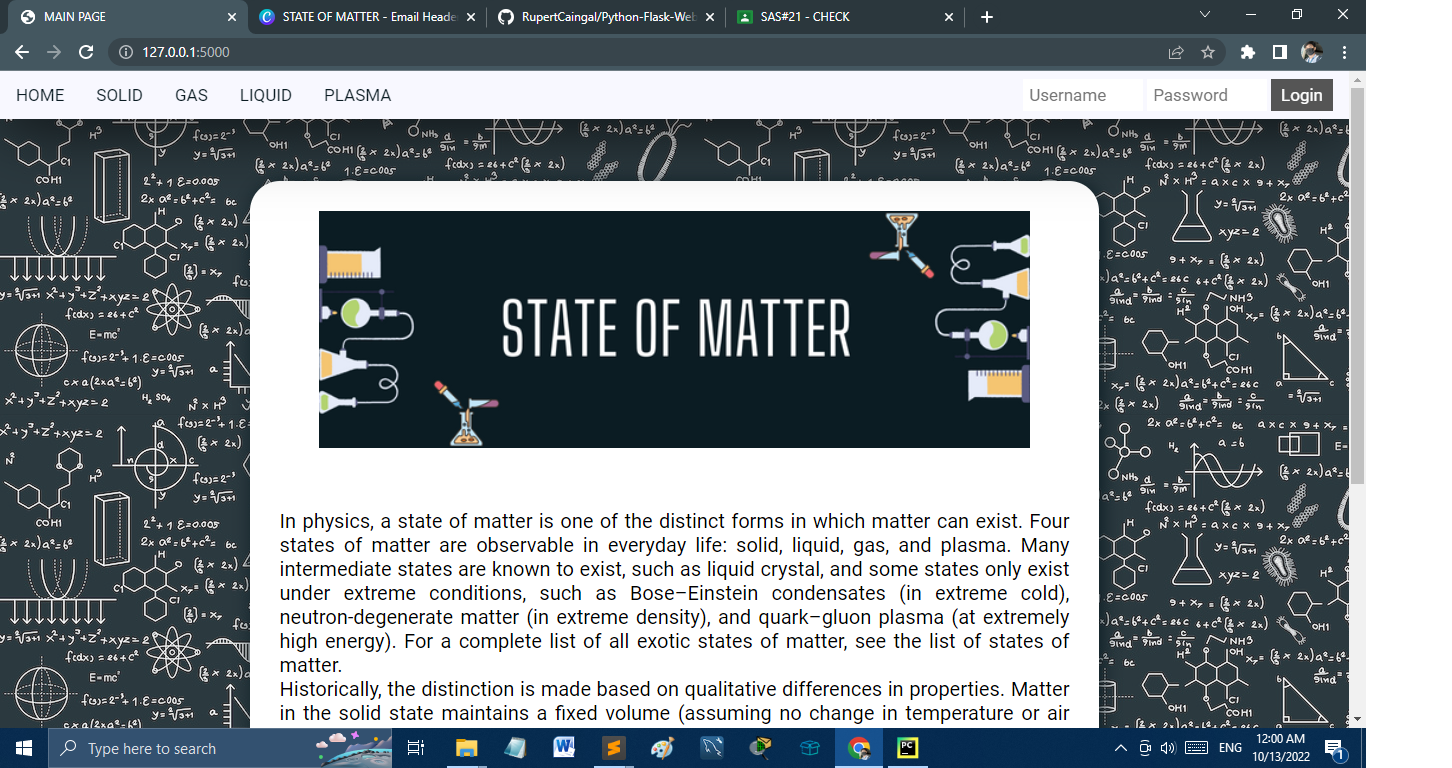 MAIN PAGE
STATE OF MATTER - Email Heade
RupertCaingal/Python-Flask-Web
SAS#21 - CHECK
127.0.0.1:5000
HOME SOLID GAS LIQUID PLASMA Username Password Login
STATE OF MATTER
In physics, a state of matter is one of the distinct forms in which matter can exist. Four
states of matter are observable in everyday life: solid, liquid, gas, and plasma. Many
intermediate states are known to exist, such as liquid crystal, and some states only exist
under extreme conditions, such as Bose–Einstein condensates (in extreme cold),
neutron-degenerate matter (in extreme density), and quark–gluon plasma (at extremely
high energy). For a complete list of all exotic states of matter, see the list of states of
matter.
Historically, the distinction is made based on qualitative differences in properties. Matter
in the solid state maintains a fixed volume (assuming no change in temperature or air
Type here to search
ENG
12:00 AM
10/13/2022